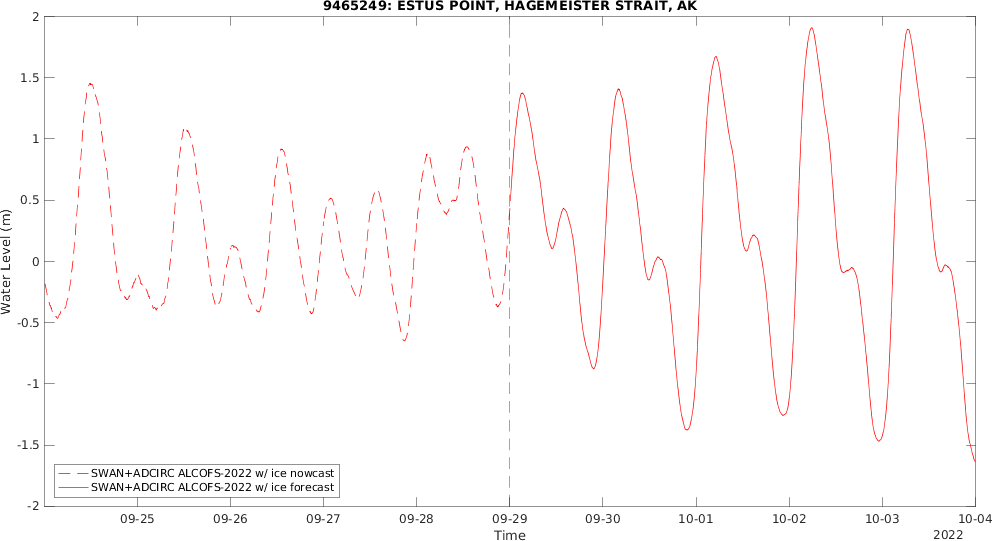 9465249: ESTUS POINT, HAGEMEISTER STRAIT, AK
2
1.5
1
0.5
0
-0.5
-1
-1.5
-2
Water Level (m)
SWAN+ADCIRC ALCOFS-2022 w/ ice nowcast
SWAN+ADCIRC ALCOFS-2022 w/ ice forecast
09-25 09-26 09-27 09-28 09-29 09-30 10-01 10-02 10-03 10-04
Time
2022